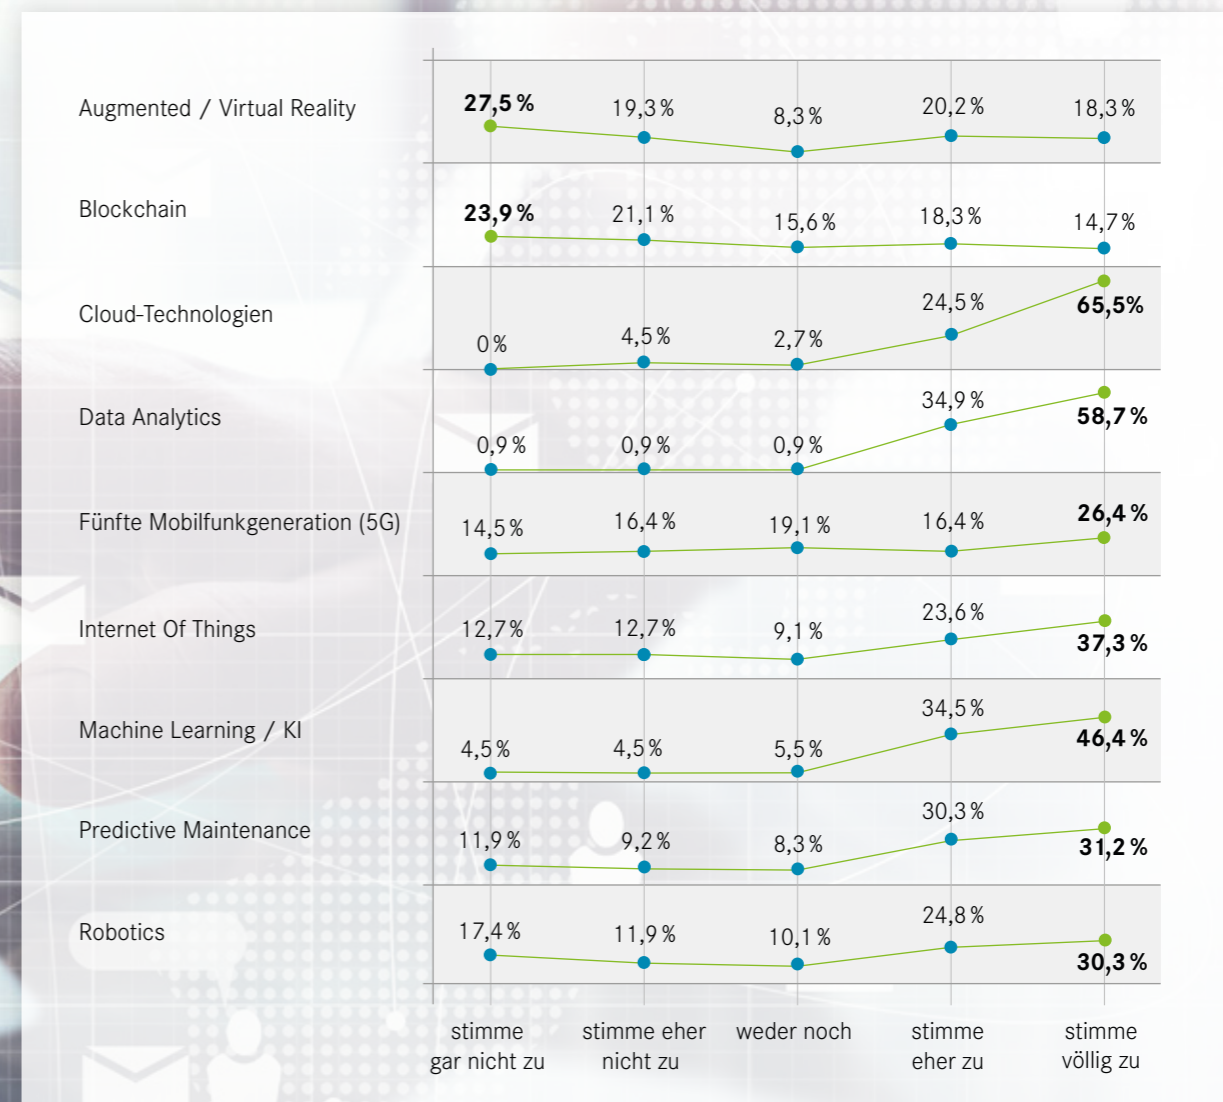 Augmented / Virtual Reality
27,5 % 19,3 % 8,3 % 20,2 % 18,3 %
Blockchain
23,9 % 21,1 % 15,6 % 18,3 % 14,7 %
Cloud-Technologien
0 % 4,5 % 2,7 % 24,5 % 65,5%
Data Analytics
0,9 % 0,9 % 0,9 % 34,9 % 58,7 %
Fünfte Mobilfunkgeneration (5G)
14,5 % 16,4 % 19,1 % 16,4 % 26,4 %
Internet Of Things
12,7 % 12,7 % 9,1 % 23,6 % 37,3 %
Machine Learning / KI
4,5 % 4,5 % 5,5 % 34,5 % 46,4 %
Predictive Maintenance
11,9 % 9,2 % 8,3 % 30,3 % 31,2 %
Robotics
17,4 % 11,9 % 10,1 % 24,8 % 30,3 %
stimme
gar nicht zu
stimme eher
nicht zu
weder noch
stimme
eher zu
stimme
völlig zu